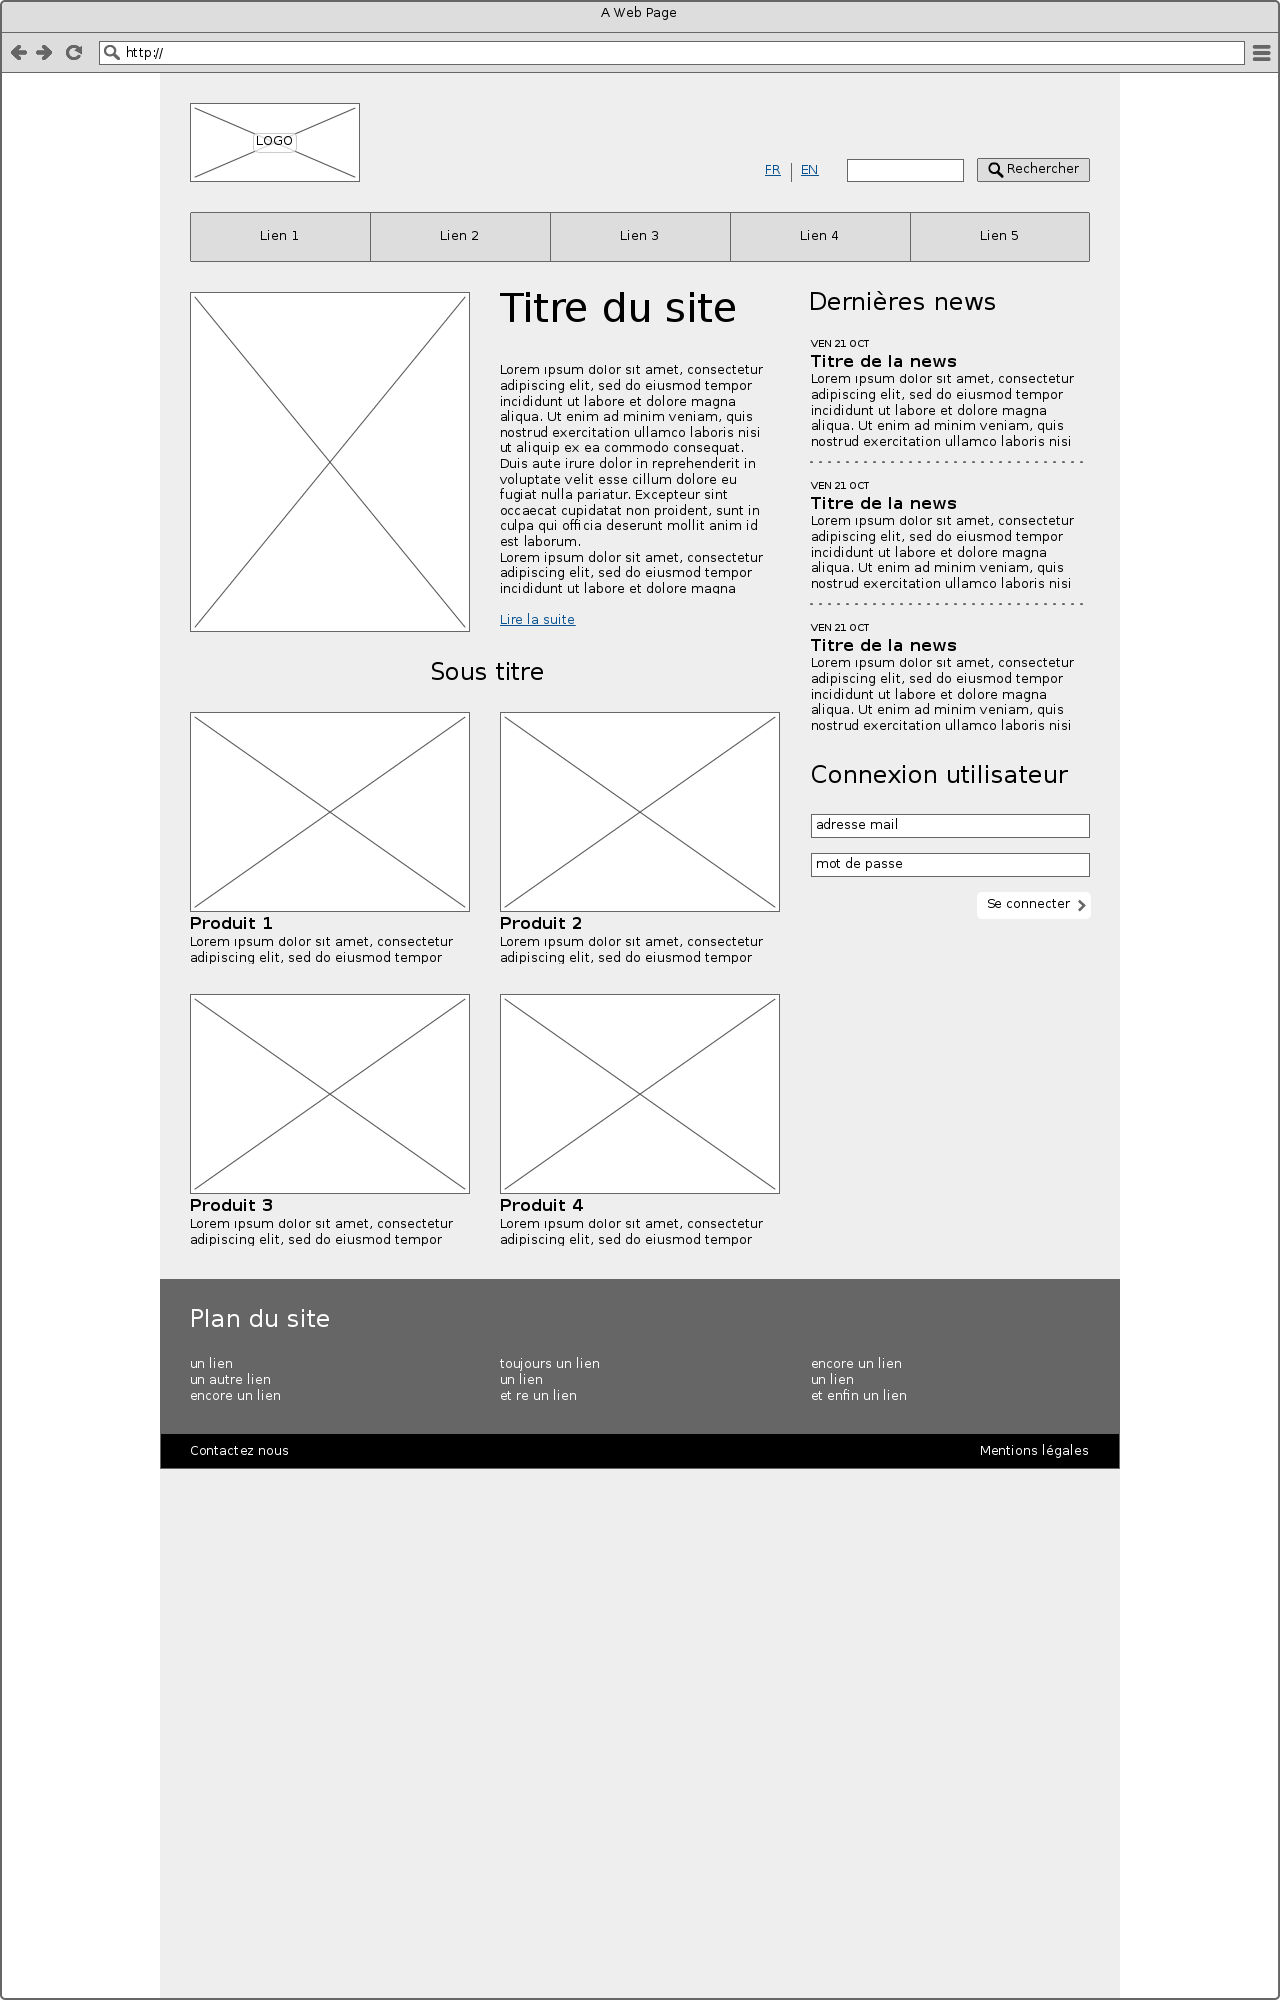 A Web Page
http://
LOGO
FR
EN
Rechercher
Lien 1
Lien 2
Lien 3
Lien 4
Lien 5
Titre du site
Lorem ipsum dolor sit amet, consectetur
adipiscing elit, sed do eiusmod tempor
incididunt ut labore et dolore magna
aliqua. Ut enim ad minim veniam, quis
nostrud exercitation ullamco laboris nisi
ut aliquip ex ea commodo consequat.
Duis aute irure dolor in reprehenderit in
voluptate velit esse cillum dolore eu
fugiat nulla pariatur. Excepteur sint
occaecat cupidatat non proident, sunt in
culpa qui officia deserunt mollit anim id
est laborum.
Lorem ipsum dolor sit amet, consectetur
adipiscing elit, sed do eiusmod tempor
incididunt ut labore et dolore magna
Lire la suite
Sous titre
Produit 1
Lorem ipsum dolor sit amet, consectetur
adipiscing elit, sed do eiusmod tempor
Produit 2
Lorem ipsum dolor sit amet, consectetur
adipiscing elit, sed do eiusmod tempor
Produit 3
Lorem ipsum dolor sit amet, consectetur
adipiscing elit, sed do eiusmod tempor
Produit 4
Lorem ipsum dolor sit amet, consectetur
adipiscing elit, sed do eiusmod tempor
Dernières news
VEN 21 OCT
Titre de la news
Lorem ipsum dolor sit amet, consectetur
adipiscing elit, sed do eiusmod tempor
incididunt ut labore et dolore magna
aliqua. Ut enim ad minim veniam, quis
nostrud exercitation ullamco laboris nisi
VEN 21 OCT
Titre de la news
Lorem ipsum dolor sit amet, consectetur
adipiscing elit, sed do eiusmod tempor
incididunt ut labore et dolore magna
aliqua. Ut enim ad minim veniam, quis
nostrud exercitation ullamco laboris nisi
VEN 21 OCT
Titre de la news
Lorem ipsum dolor sit amet, consectetur
adipiscing elit, sed do eiusmod tempor
incididunt ut labore et dolore magna
aliqua. Ut enim ad minim veniam, quis
nostrud exercitation ullamco laboris nisi
Connexion utilisateur
adresse mail
mot de passe
Se connecter
Plan du site
un lien
un autre lien
encore un lien
toujours un lien
un lien
et re un lien
encore un lien
un lien
et enfin un lien
Contactez nous
Mentions légales